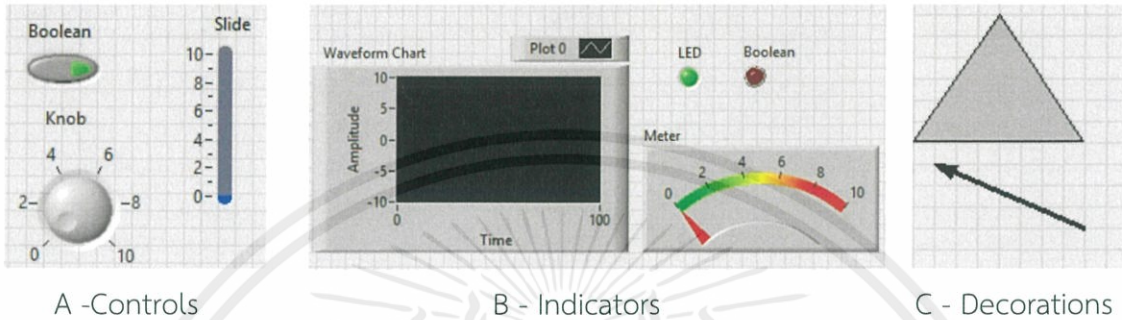 Boolean
Slide
10
8
6
4
2
0
Knob
0
2
4
6
8
10
Waveform Chart
Plot 0
Amplitude
10
5
0
-5
-10
0
100
Time
LED
Boolean
Meter
0
2
4
6
8
10
A -Controls
B - Indicators
C - Decorations